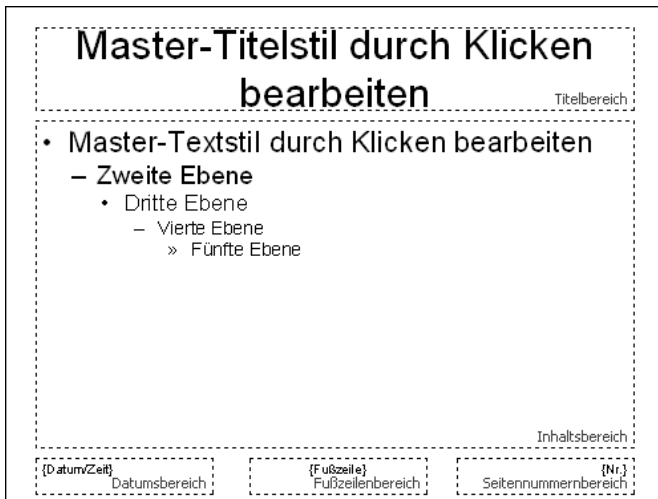 Master-Titelstil durch Klicken
bearbeiten
Titelbereich
• Master-Textstil durch Klicken bearbeiten
– Zweite Ebene
• Dritte Ebene
– Vierte Ebene
» Fünfte Ebene
Inhaltsbereich
{Datum/Zeit}
Datumsbereich
{Fußzeile}
Fußzeilenbereich
{Nr.}
Seitennummernbereich